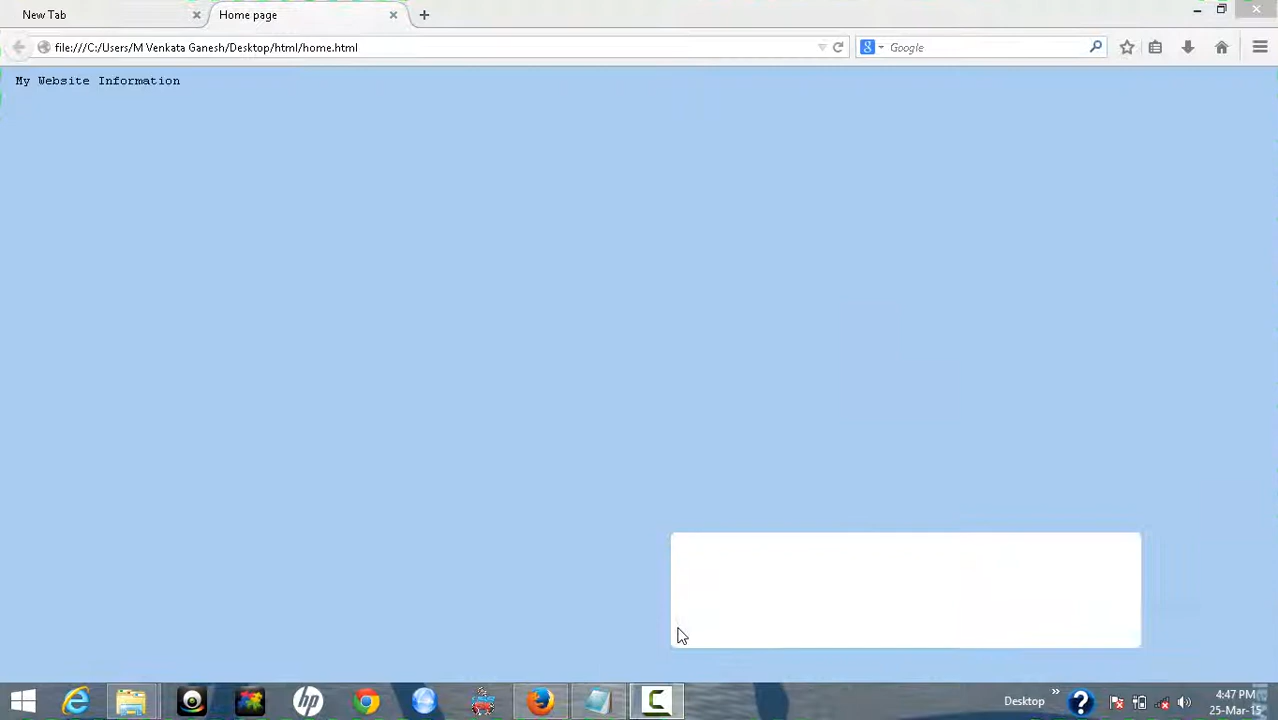 New Tab
Home page
file:///C:/Users/M Venkata Ganesh/Desktop/html/home.html
Google
My Website Information
Desktop
4:47 PM
25-Mar-15